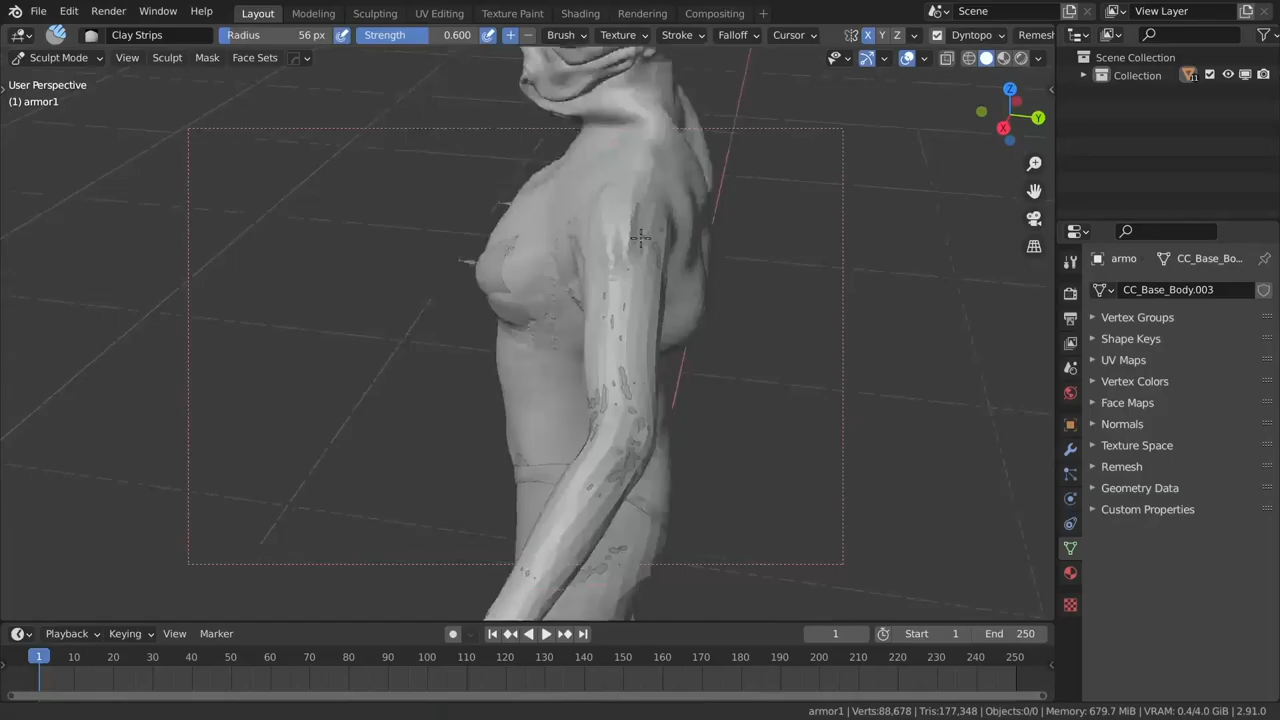 File Edit Render Window Help Layout Modeling Sculpting UV Editing Texture Paint Shading Rendering Compositing + Scene View Layer
Clay Strips Radius 56 px Strength 0.600 + − Brush Texture Stroke Falloff Cursor X Y Z Dyntopo Remesh
Sculpt Mode View Sculpt Mask Face Sets
User Perspective
(1) armor1
Z
Y
X
Scene Collection
Collection 11
armo CC_Base_Bo...
CC_Base_Body.003
Vertex Groups
Shape Keys
UV Maps
Vertex Colors
Face Maps
Normals
Texture Space
Remesh
Geometry Data
Custom Properties
Playback Keying View Marker 1 Start 1 End 250
1 10 20 30 40 50 60 70 80 90 100 110 120 130 140 150 160 170 180 190 200 210 220 230 240 250
armor1 | Verts:88,678 | Tris:177,348 | Objects:0/0 | Memory: 679.7 MiB | VRAM: 0.4/4.0 GiB | 2.91.0